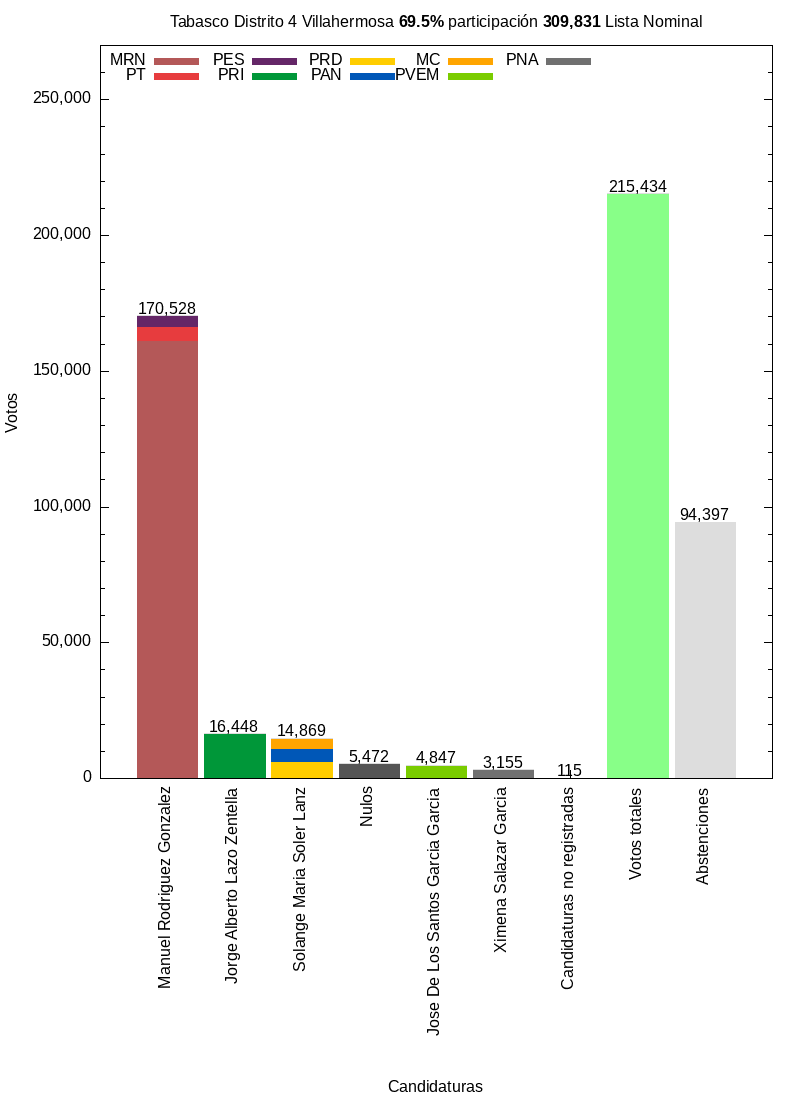 Tabasco Distrito 4 Villahermosa 69.5% participación 309,831 Lista Nominal
MRN PES PRD MC PNA
PT PRI PAN PVEM
250,000
200,000
150,000
100,000
50,000
0
Votos
170,528
16,448
14,869
5,472
4,847
3,155
115
215,434
94,397
Manuel Rodriguez Gonzalez
Jorge Alberto Lazo Zentella
Solange Maria Soler Lanz
Nulos
Jose De Los Santos Garcia Garcia
Ximena Salazar Garcia
Candidaturas no registradas
Votos totales
Abstenciones
Candidaturas